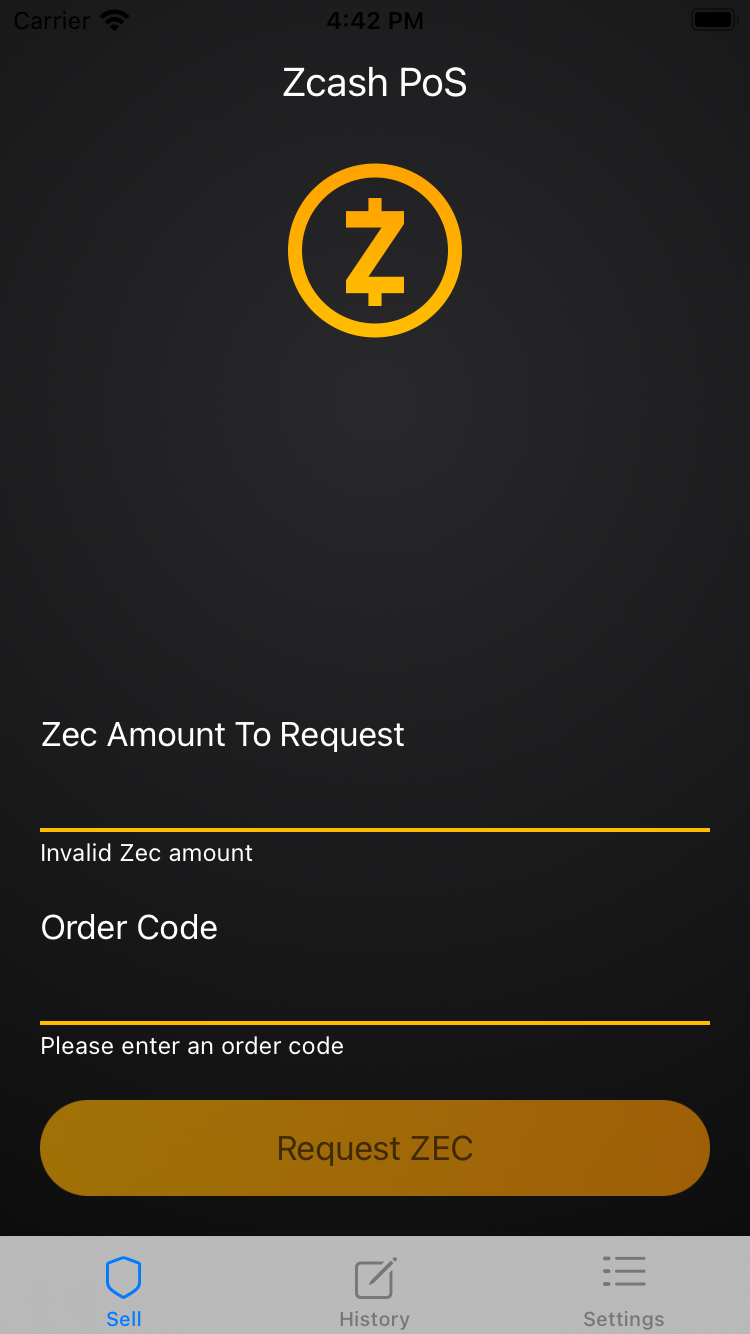 Carrier 4:42 PM
Zcash PoS
Zec Amount To Request
Invalid Zec amount
Order Code
Please enter an order code
Request ZEC
Sell History Settings